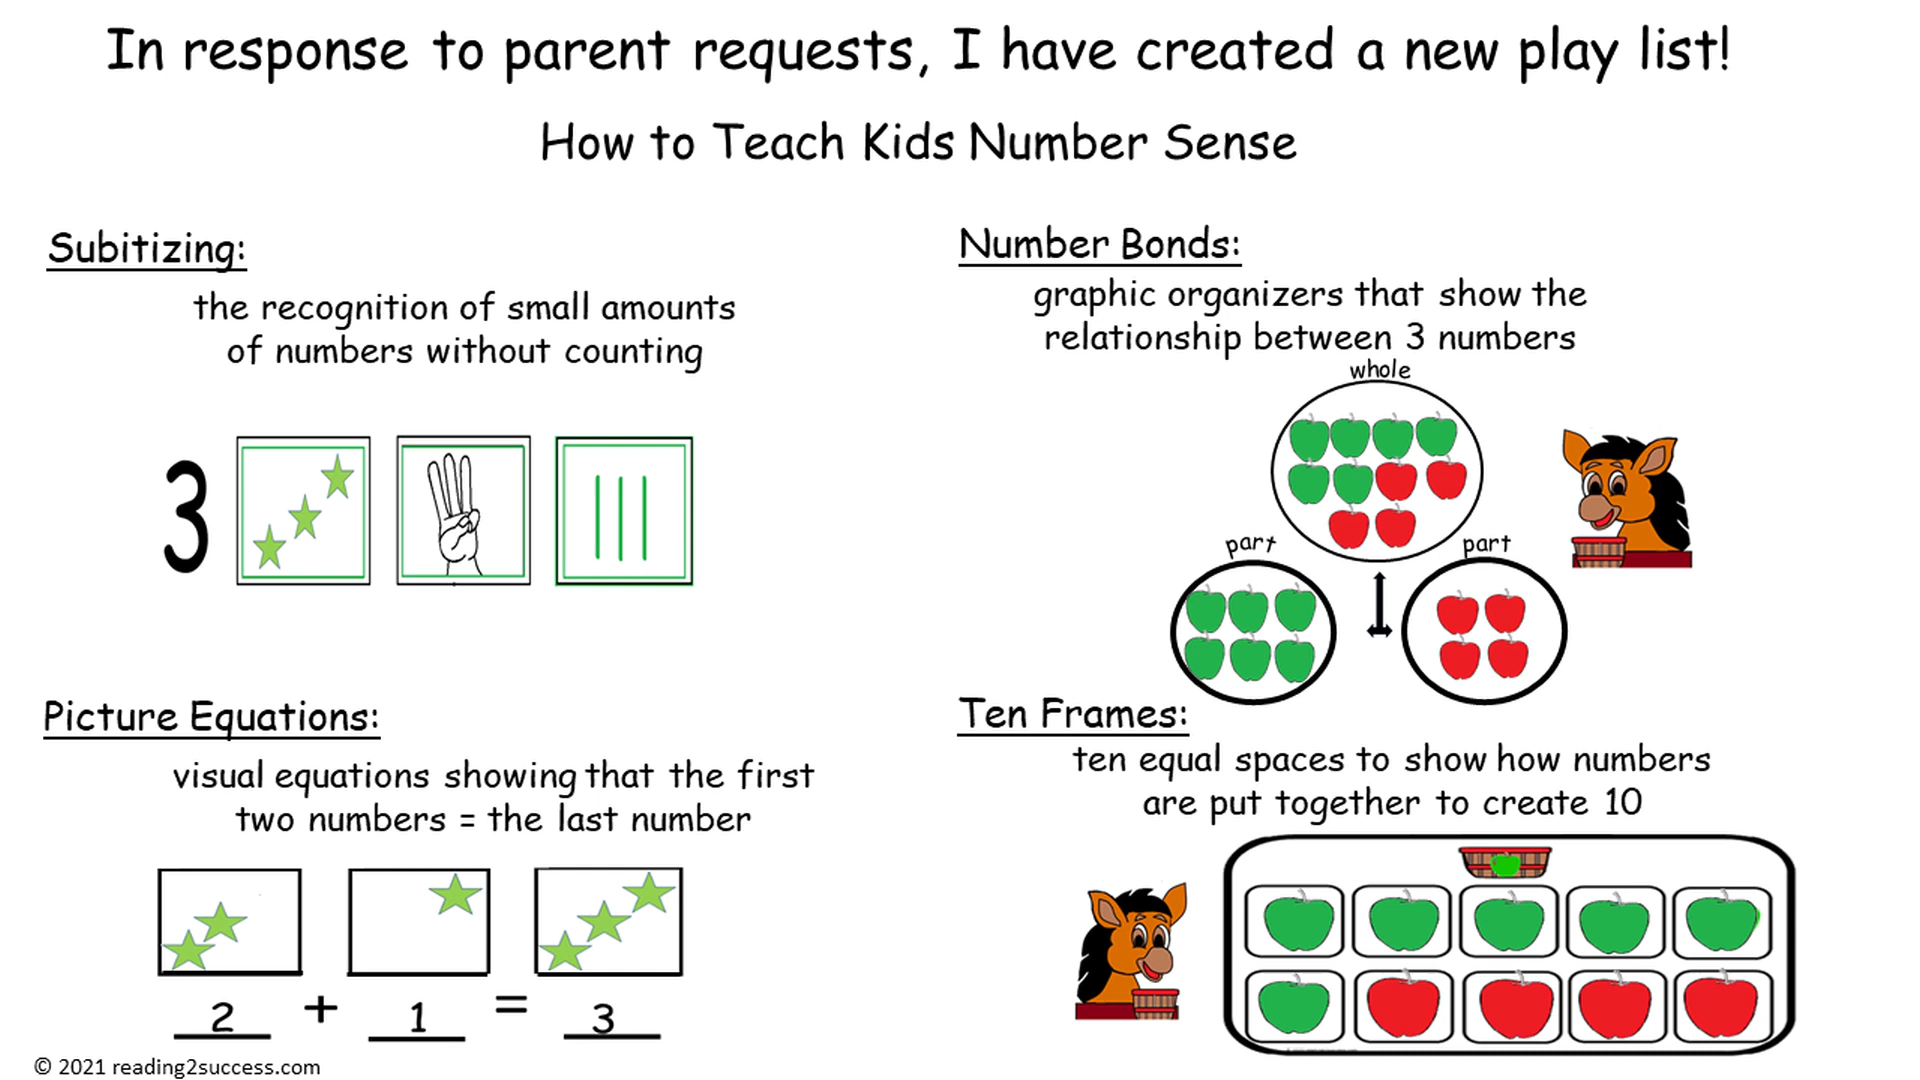 In response to parent requests, I have created a new play list!
How to Teach Kids Number Sense
Subitizing:
the recognition of small amounts
of numbers without counting
3
Number Bonds:
graphic organizers that show the
relationship between 3 numbers
whole
part
part
Picture Equations:
visual equations showing that the first
two numbers = the last number
2 + 1 = 3
Ten Frames:
ten equal spaces to show how numbers
are put together to create 10
© 2021 reading2success.com